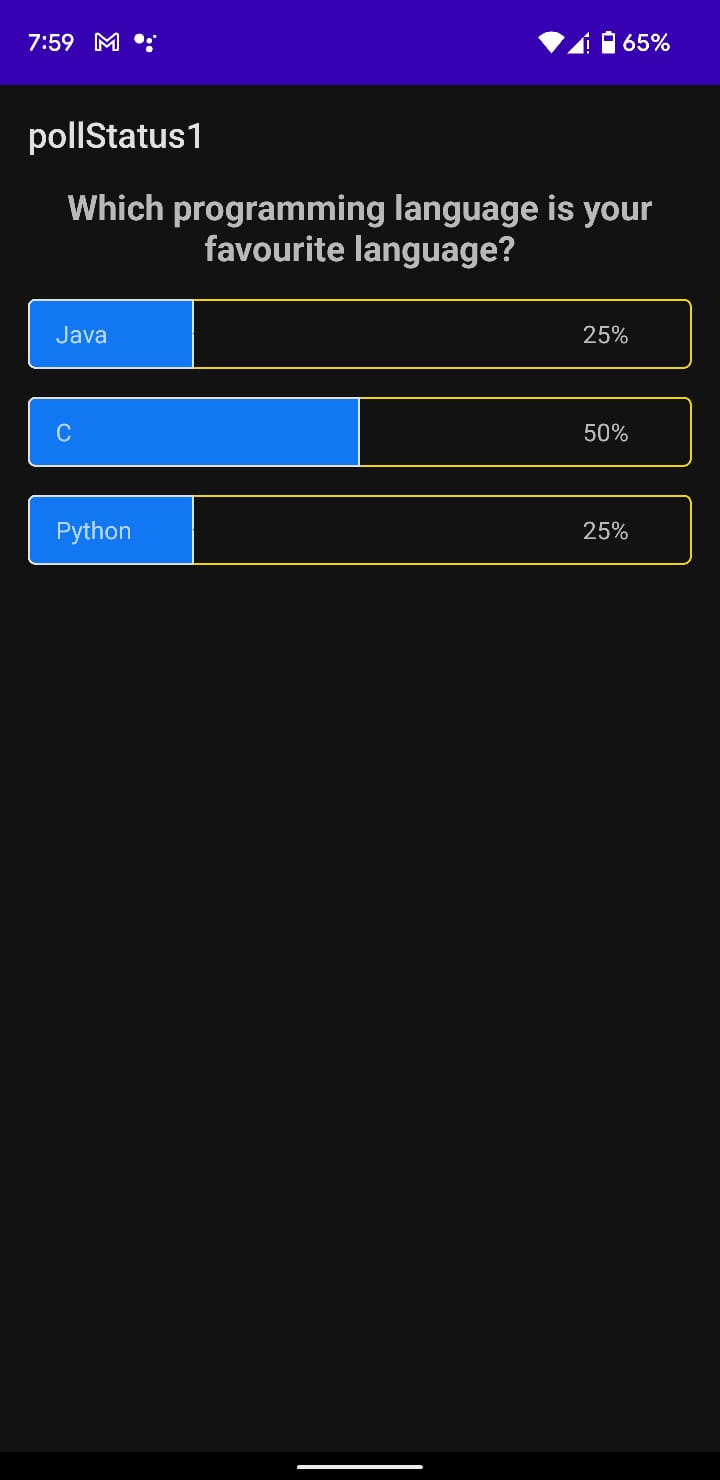 7:59 65%
pollStatus1
Which programming language is your
favourite language?
Java 25%
C 50%
Python 25%